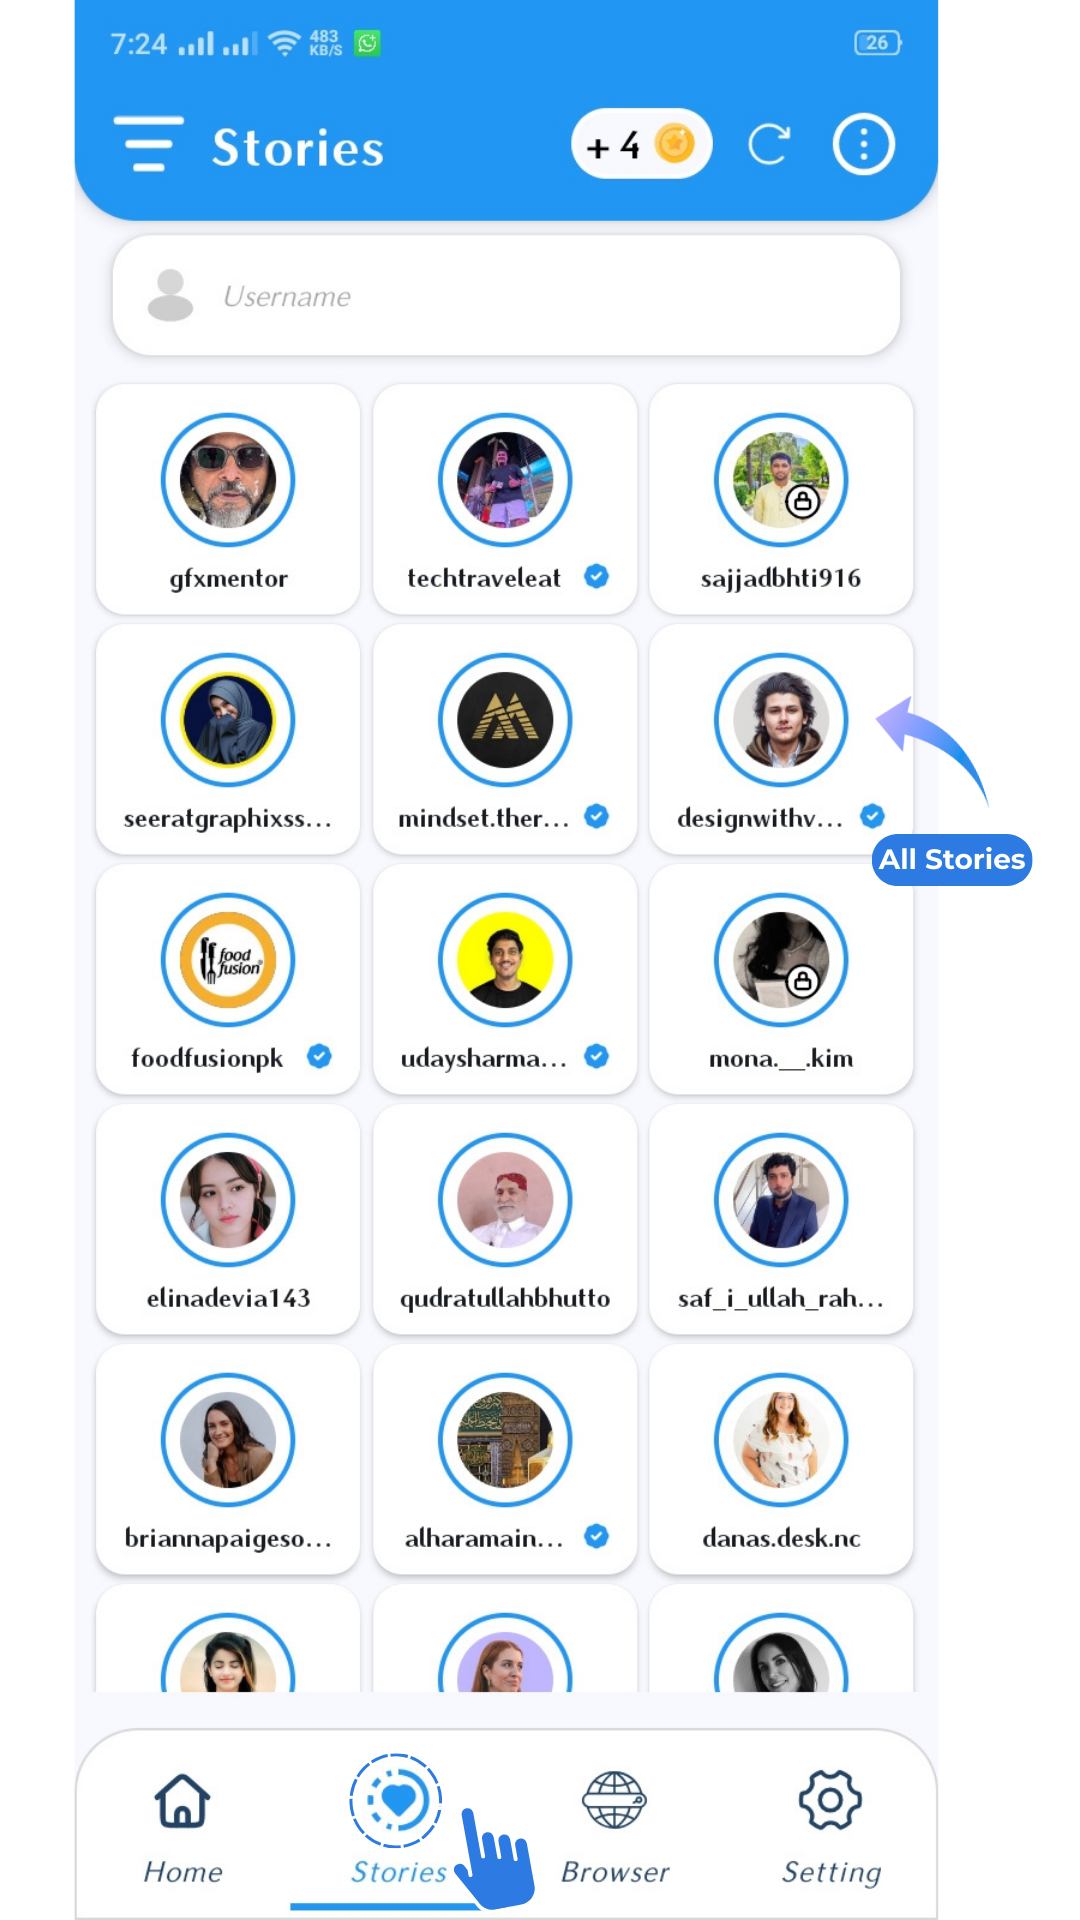 7:24 483 KB/S 26
Stories + 4
Username
gfxmentor techtraveleat sajjadbhti916
seeratgraphixss... mindset.ther... designwithv...
All Stories
food
fusion
foodfusionpk udaysharma... mona.__.kim
elinadevia143 qudratullahbhutto saf_i_ullah_rah...
briannapaigeso... alharamain... danas.desk.nc
Home Stories Browser Setting